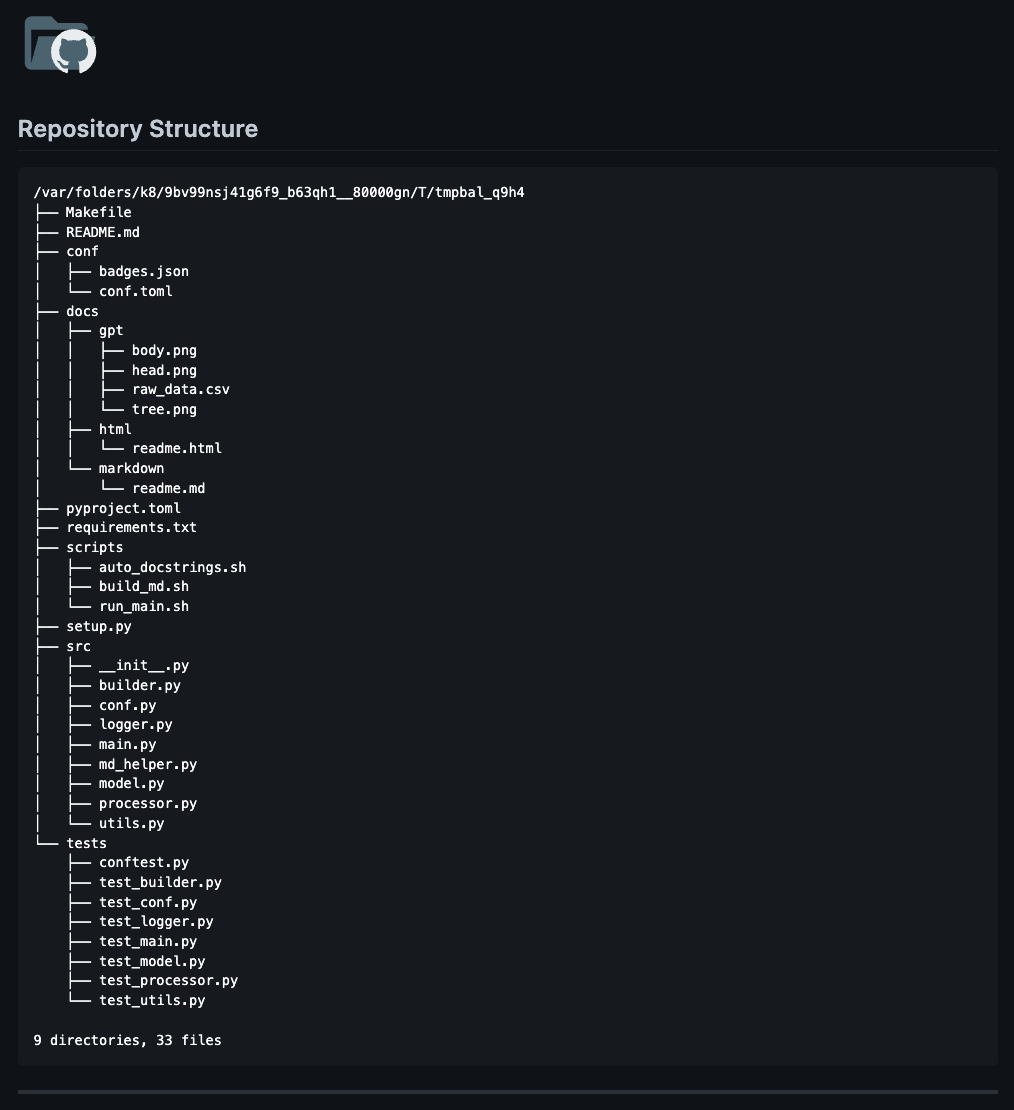 Repository Structure
/var/folders/k8/9bv99nsj41g6f9_b63qh1__80000gn/T/tmpbal_q9h4
├── Makefile
├── README.md
├── conf
│   ├── badges.json
│   └── conf.toml
├── docs
│   ├── gpt
│   │   ├── body.png
│   │   ├── head.png
│   │   ├── raw_data.csv
│   │   └── tree.png
│   ├── html
│   │   └── readme.html
│   └── markdown
│       └── readme.md
├── pyproject.toml
├── requirements.txt
├── scripts
│   ├── auto_docstrings.sh
│   ├── build_md.sh
│   └── run_main.sh
├── setup.py
├── src
│   ├── __init__.py
│   ├── builder.py
│   ├── conf.py
│   ├── logger.py
│   ├── main.py
│   ├── md_helper.py
│   ├── model.py
│   ├── processor.py
│   └── utils.py
└── tests
    ├── conftest.py
    ├── test_builder.py
    ├── test_conf.py
    ├── test_logger.py
    ├── test_main.py
    ├── test_model.py
    ├── test_processor.py
    └── test_utils.py
9 directories, 33 files